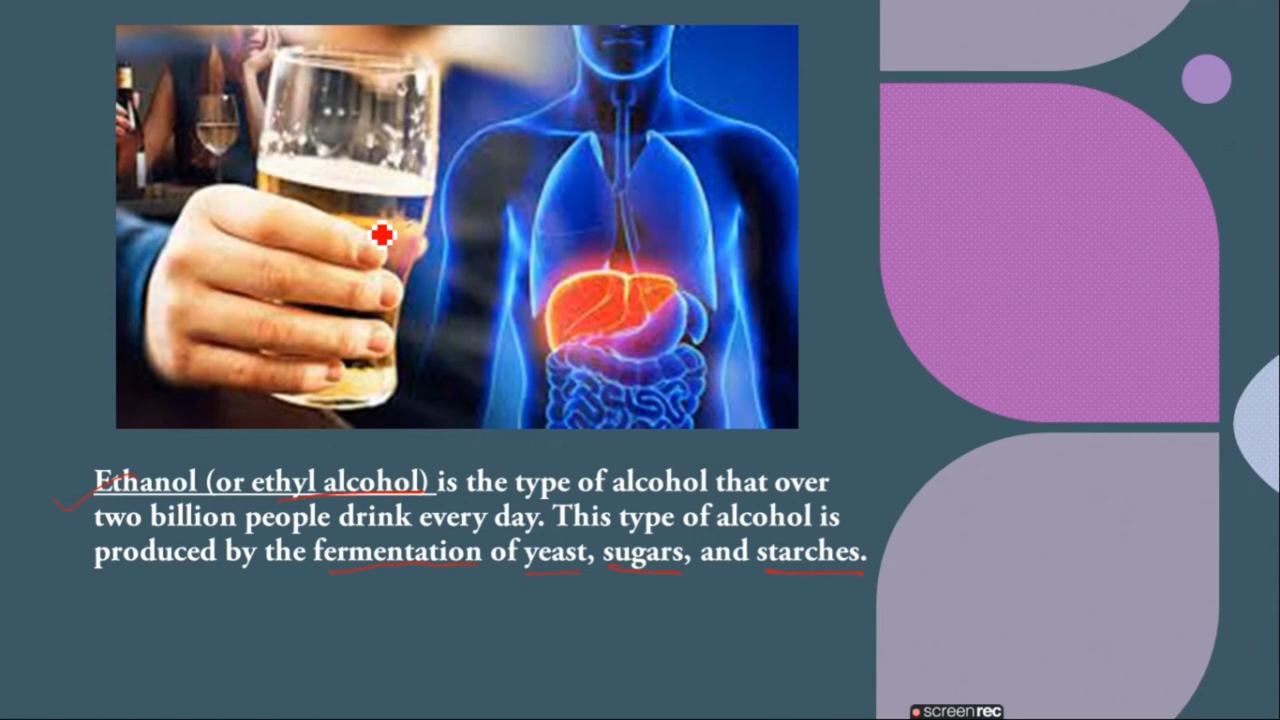 Ethanol (or ethyl alcohol) is the type of alcohol that over
two billion people drink every day. This type of alcohol is
produced by the fermentation of yeast, sugars, and starches.
screenrec